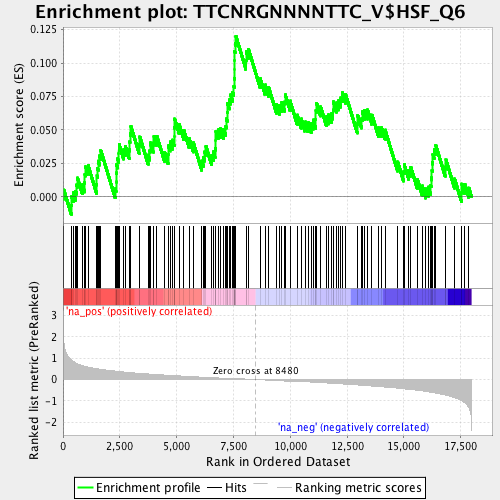 Enrichment plot: TTCNRGNNNNTTC_V$HSF_Q6
Enrichment score (ES)
0.125
0.100
0.075
0.050
0.025
0.000
'na_pos' (positively correlated)
Ranked list metric (PreRanked)
3
2
1
0
-1
-2
Zero cross at 8480
'na_neg' (negatively correlated)
0
2,500
5,000
7,500
10,000
12,500
15,000
17,500
Rank in Ordered Dataset
Enrichment profile
Hits
Ranking metric scores